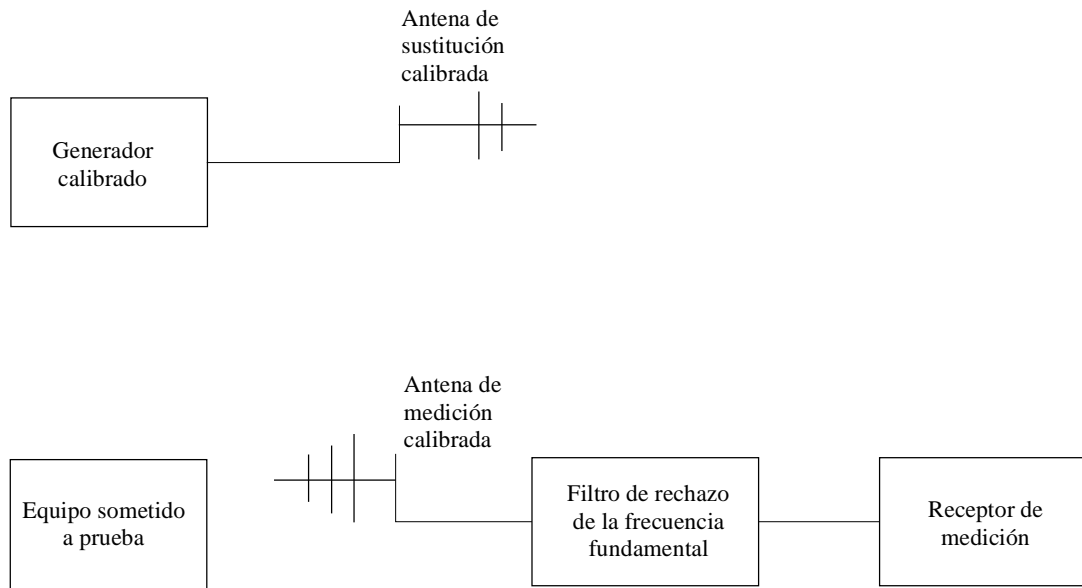 Antena de
sustitución
calibrada
Generador
calibrado
Antena de
medición
calibrada
Equipo sometido
a prueba
Filtro de rechazo
de la frecuencia
fundamental
Receptor de
medición